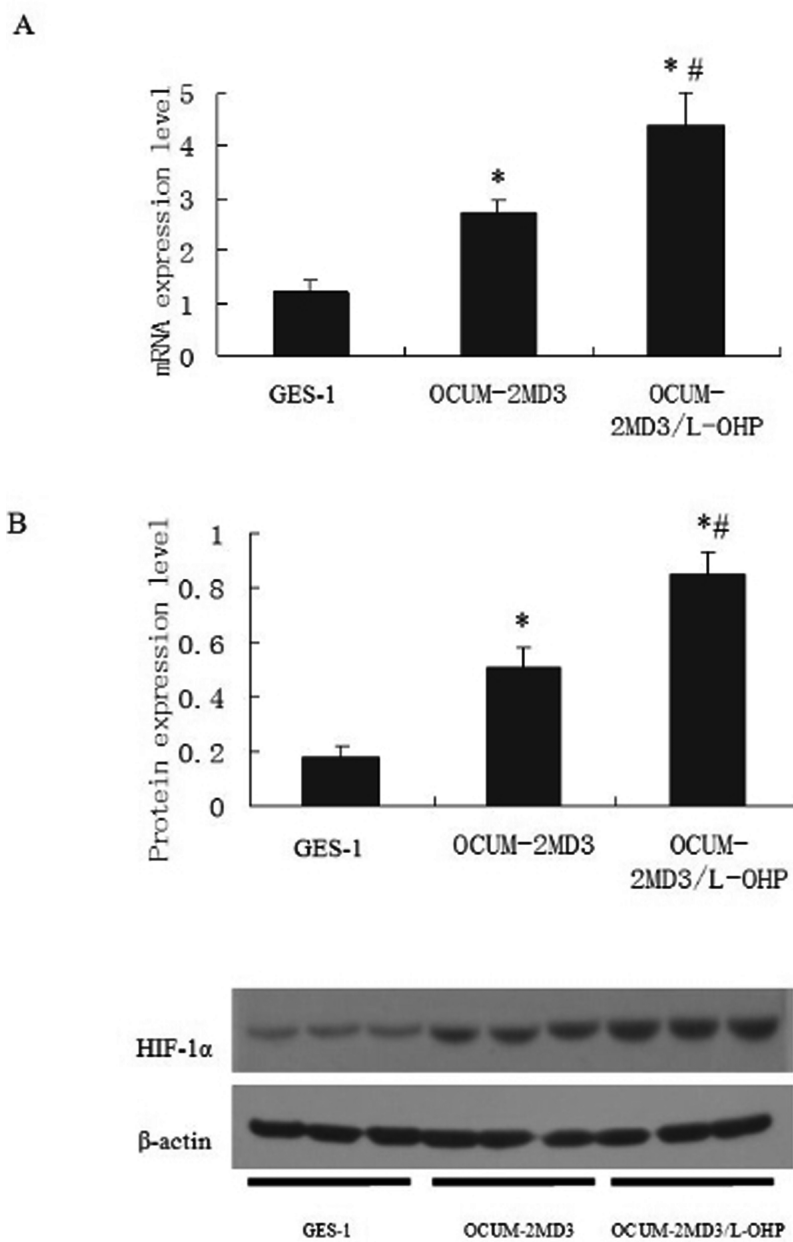 A
* #
mRNA expression level
5
4
*
3
2
1
0
GES-1
OCUM-2MD3
OCUM-
2MD3/L-OHP
B
*#
Protein expression level
1
0.8
*
0.6
0.4
0.2
0
GES-1
OCUM-2MD3
OCUM-
2MD3/L-OHP
HIF-1α
β-actin
GES-1
OCUM-2MD3
OCUM-2MD3/L-OHP